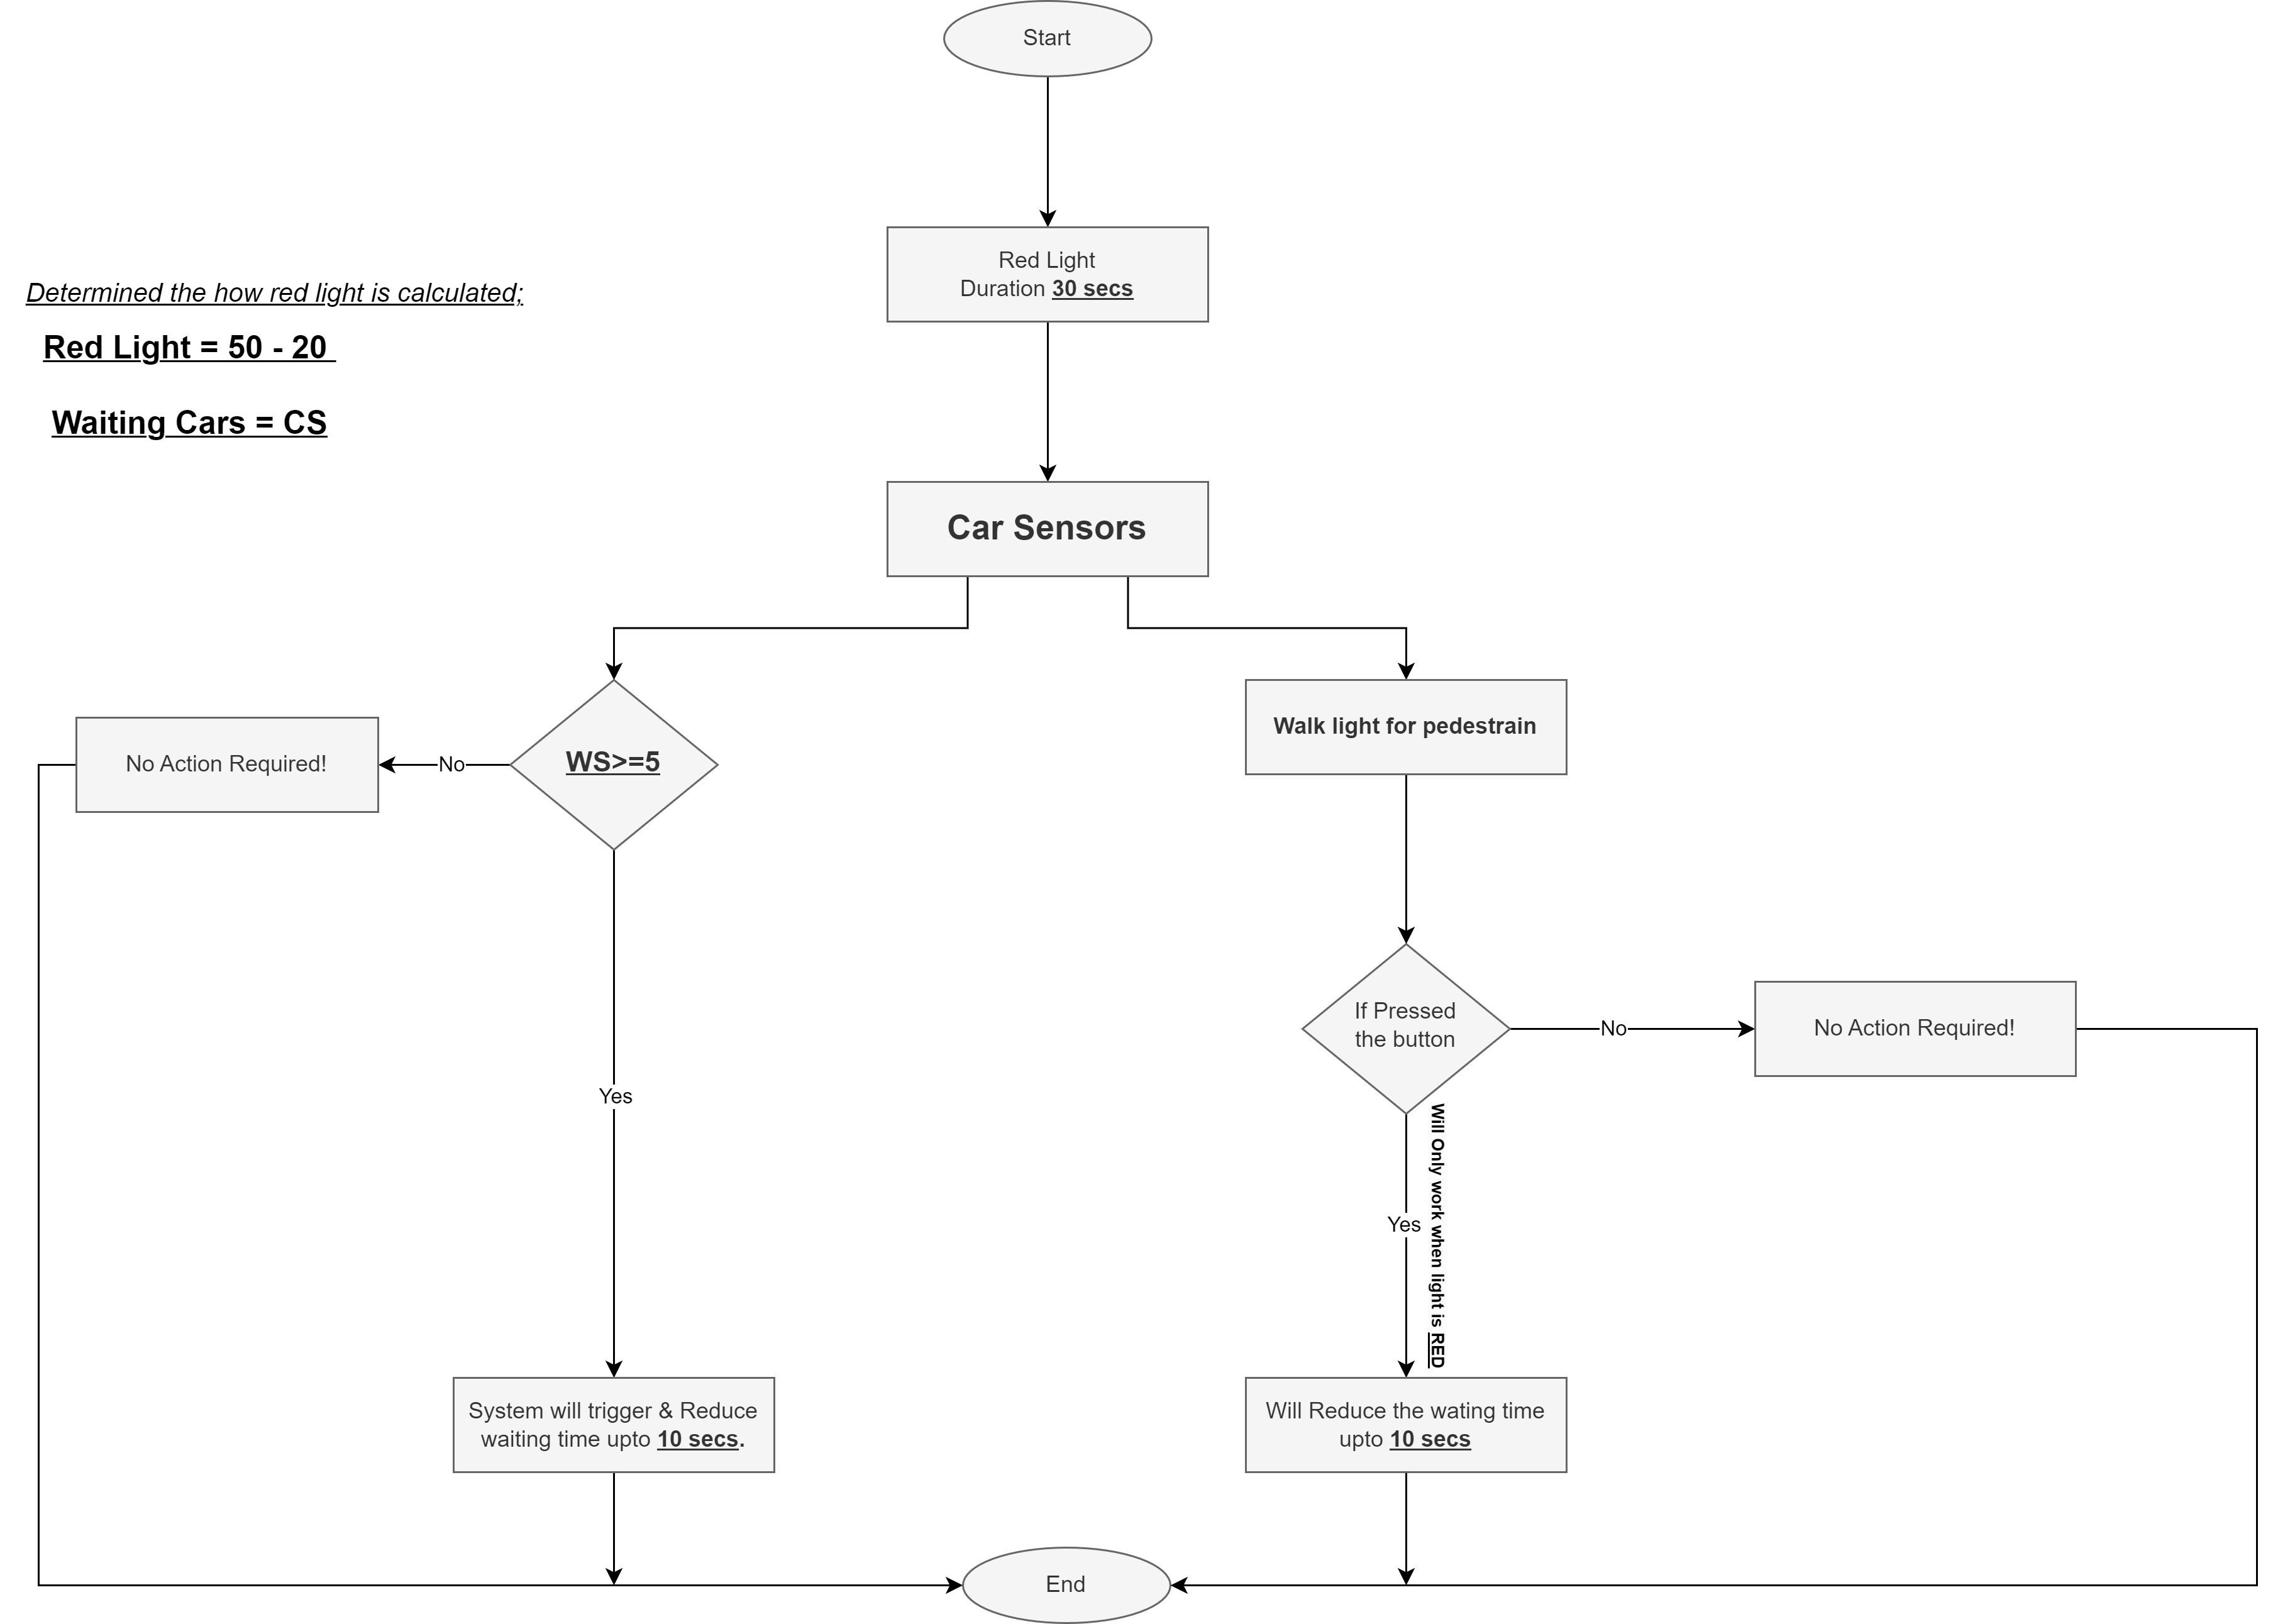 Start
Red Light
Duration 30 secs
Determined the how red light is calculated;
Red Light = 50 - 20
Waiting Cars = CS
Car Sensors
Walk light for pedestrain
No Action Required!
No
WS>=5
If Pressed
the button
No
No Action Required!
Yes
Yes
Will Only work when light is RED
System will trigger & Reduce
waiting time upto 10 secs.
Will Reduce the wating time
upto 10 secs
End